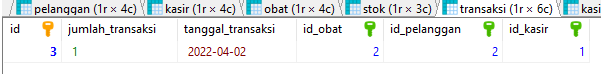 pelanggan (1r × 4c) kasir (1r × 4c) obat (1r × 4c) stok (1r × 3c) transaksi (1r × 6c) kasi
id jumlah_transaksi tanggal_transaksi id_obat id_pelanggan id_kasir
3 1 2022-04-02 2 2 1